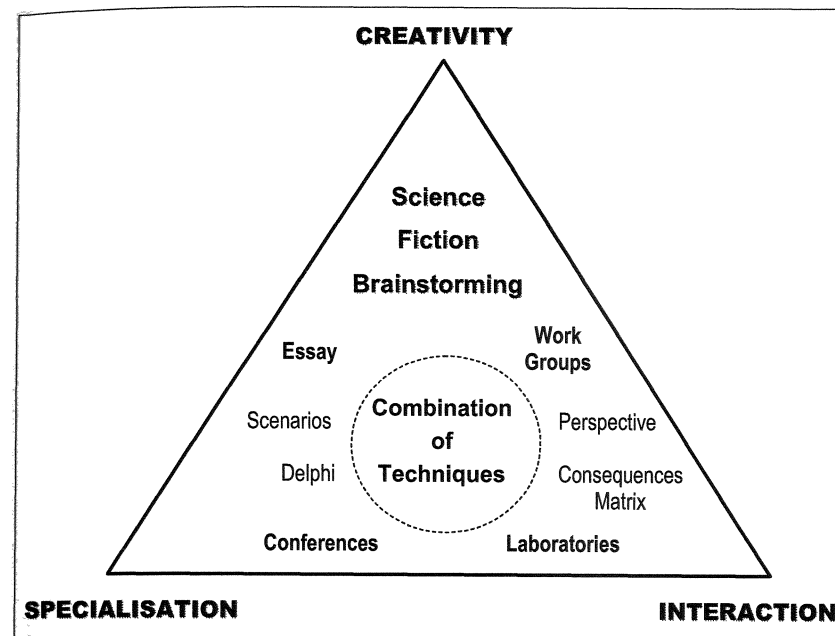 CREATIVITY
Science
Fiction
Brainstorming
Essay
Work
Groups
Combination
of
Techniques
Scenarios
Perspective
Delphi
Consequences
Matrix
Conferences
Laboratories
SPECIALISATION
INTERACTION